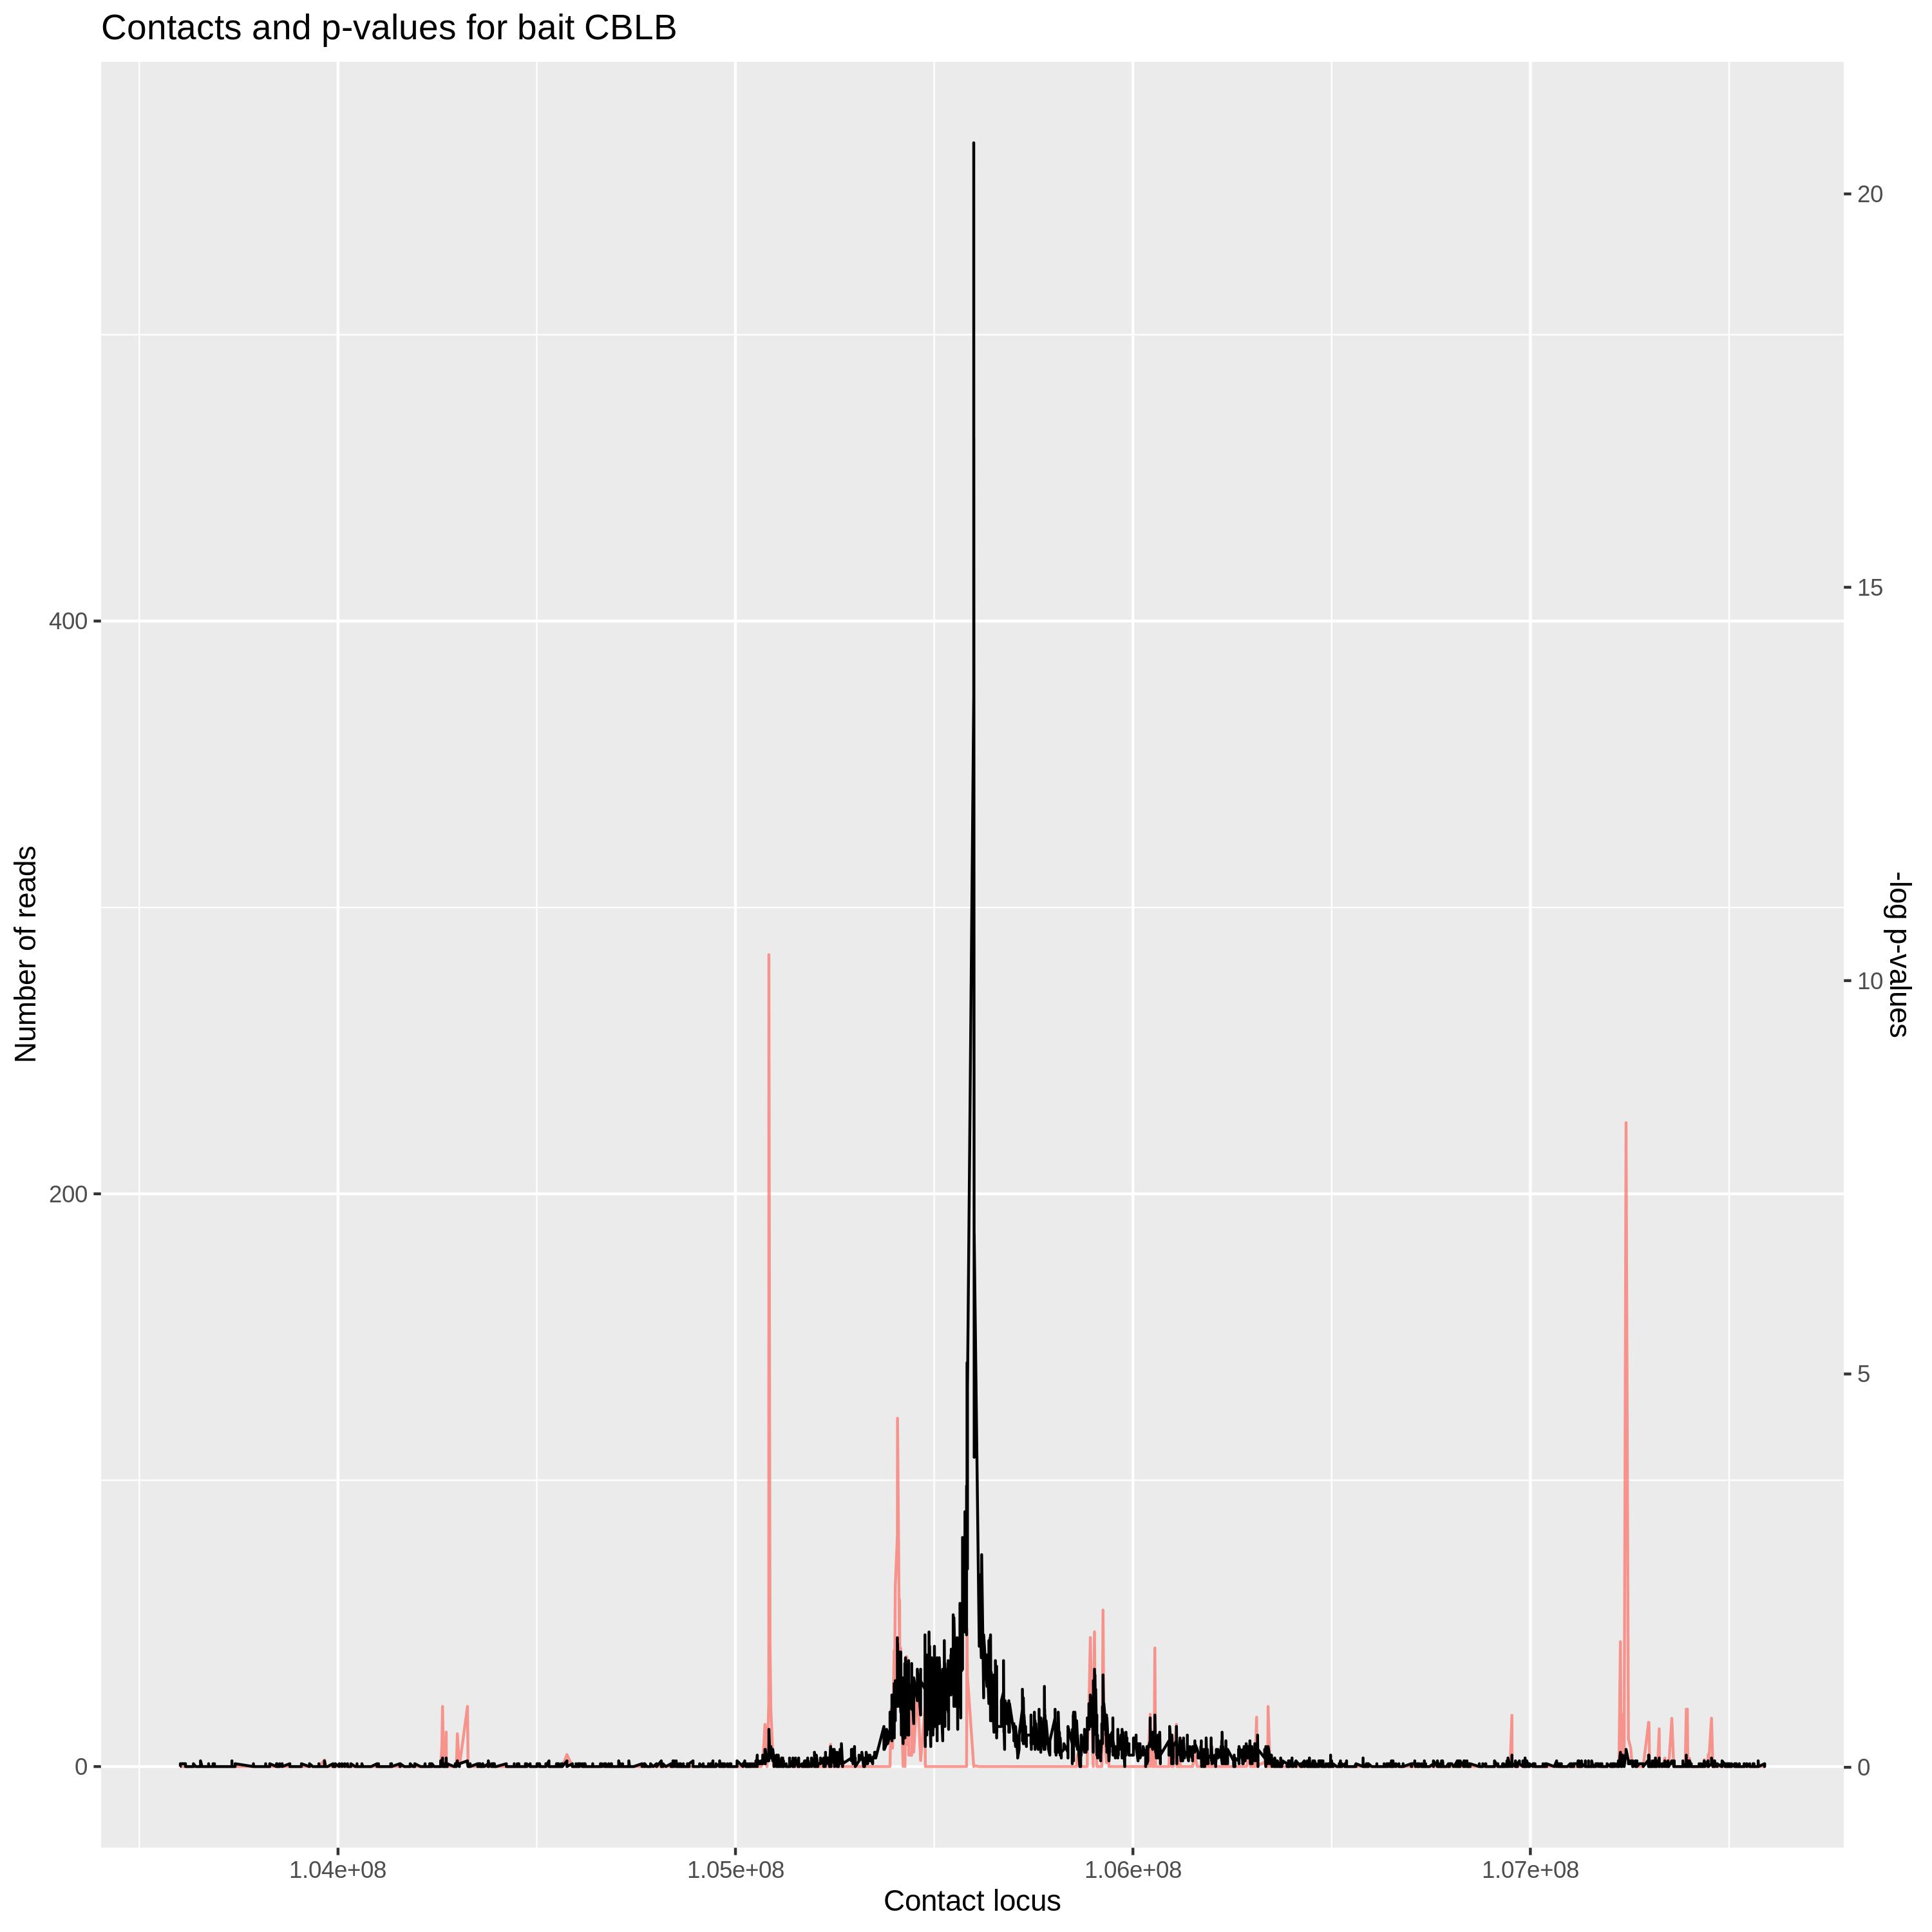 Contacts and p-values for bait CBLB
Number of reads
400
200
0
20
15
10
5
0
-log p-values
1.04e+08 1.05e+08 1.06e+08 1.07e+08
Contact locus